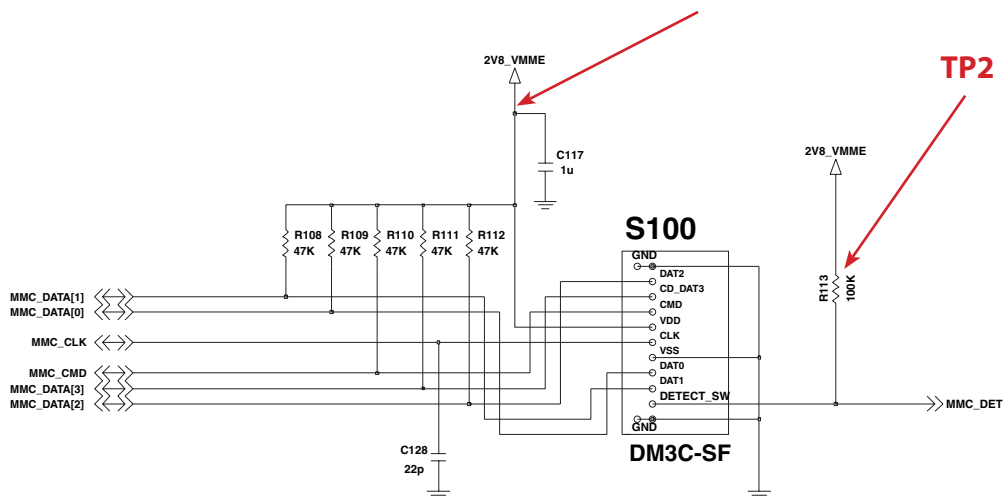 2V8_VMME
TP2
C117
1u
2V8_VMME
R108
47K
R109
47K
R110
47K
R111
47K
R112
47K
S100
GND
DAT2
CD_DAT3
CMD
VDD
CLK
VSS
DAT0
DAT1
DETECT_SW
GND
DM3C-SF
R113
100K
MMC_DATA[1]
MMC_DATA[0]
MMC_CLK
MMC_CMD
MMC_DATA[3]
MMC_DATA[2]
MMC_DET
C128
22p